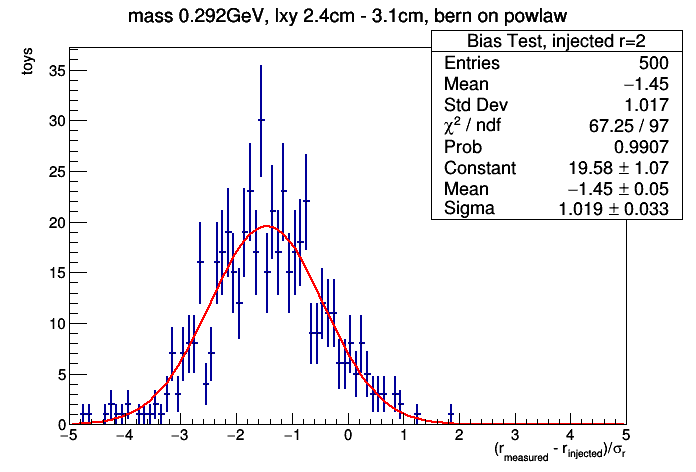 mass 0.292GeV, lxy 2.4cm - 3.1cm, bern on powlaw
toys
Bias Test, injected r=2
Entries 500
Mean −1.45
Std Dev 1.017
χ² / ndf 67.25 / 97
Prob 0.9907
Constant 19.58 ± 1.07
Mean −1.45 ± 0.05
Sigma 1.019 ± 0.033
35
30
25
20
15
10
5
0
−5 −4 −3 −2 −1 0 1 2 3 4 5
(r_measured - r_injected)/σ_r